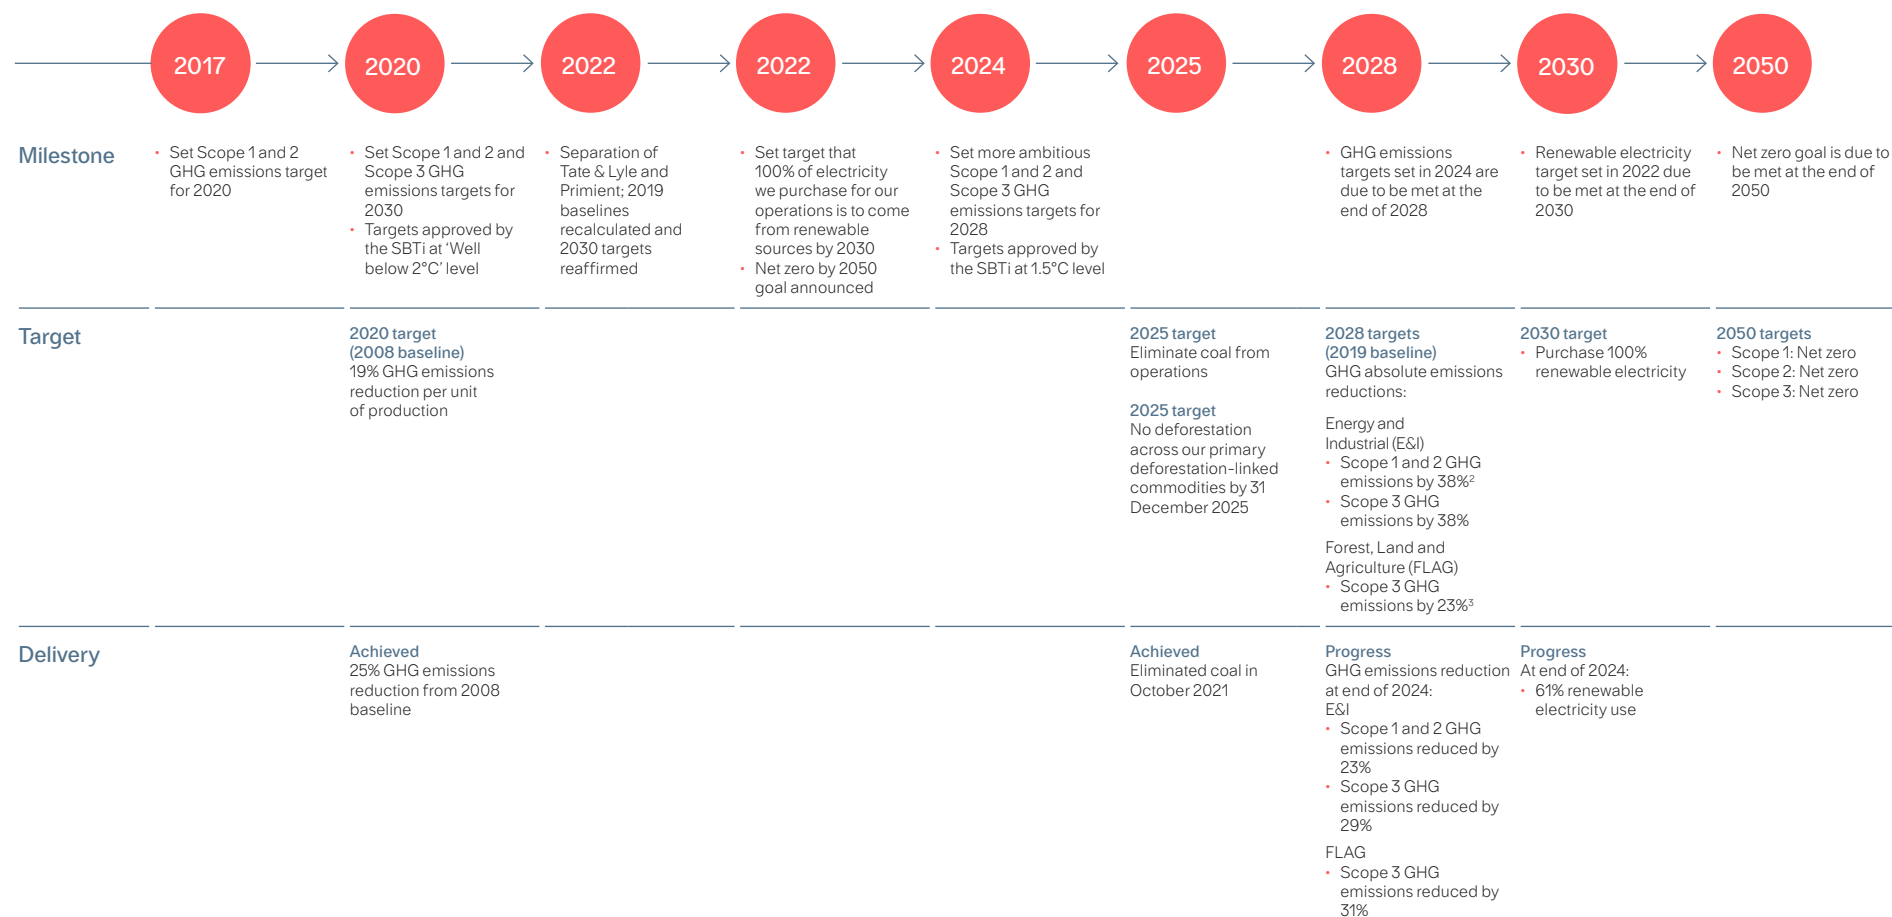 2017
2020
2022
2022
2024
2025
2028
2030
2050
Milestone
• Set Scope 1 and 2
GHG emissions target
for 2020
• Set Scope 1 and 2 and
Scope 3 GHG
emissions targets for
2030
• Targets approved by
the SBTi at ‘Well
below 2°C’ level
• Separation of
Tate & Lyle and
Primient; 2019
baselines
recalculated and
2030 targets
reaffirmed
• Set target that
100% of electricity
we purchase for our
operations is to come
from renewable
sources by 2030
• Net zero by 2050
goal announced
• Set more ambitious
Scope 1 and 2 and
Scope 3 GHG
emissions targets for
2028
• Targets approved by
the SBTi at 1.5°C level
• GHG emissions
targets set in 2024 are
due to be met at the
end of 2028
• Renewable electricity
target set in 2022 due
to be met at the end of
2030
• Net zero goal is due to
be met at the end of
2050
Target
2020 target
(2008 baseline)
19% GHG emissions
reduction per unit
of production
2025 target
Eliminate coal from
operations
2025 target
No deforestation
across our primary
deforestation-linked
commodities by 31
December 2025
2028 targets
(2019 baseline)
GHG absolute emissions
reductions:
Energy and
Industrial (E&I)
• Scope 1 and 2 GHG
emissions by 38%²
• Scope 3 GHG
emissions by 38%
Forest, Land and
Agriculture (FLAG)
• Scope 3 GHG
emissions by 23%³
2030 target
• Purchase 100%
renewable electricity
2050 targets
• Scope 1: Net zero
• Scope 2: Net zero
• Scope 3: Net zero
Delivery
Achieved
25% GHG emissions
reduction from 2008
baseline
Achieved
Eliminated coal in
October 2021
Progress
GHG emissions reduction
at end of 2024:
E&I
• Scope 1 and 2 GHG
emissions reduced by
23%
• Scope 3 GHG
emissions reduced by
29%
FLAG
• Scope 3 GHG
emissions reduced by
31%
Progress
At end of 2024:
• 61% renewable
electricity use